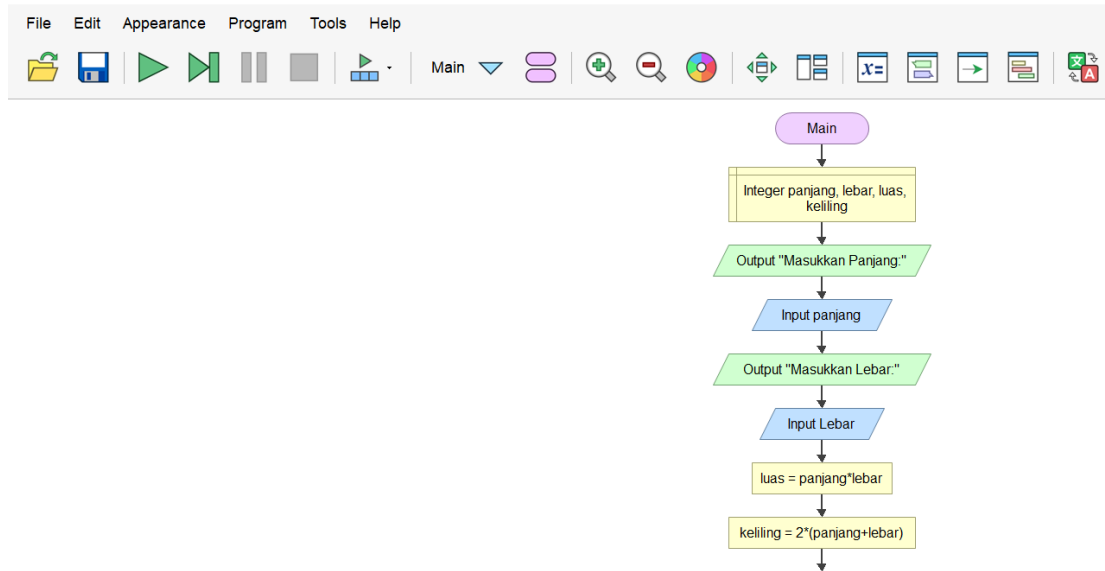 File Edit Appearance Program Tools Help
Main x=
文 A
Main
Integer panjang, lebar, luas,
keliling
Output "Masukkan Panjang:"
Input panjang
Output "Masukkan Lebar:"
Input Lebar
luas = panjang*lebar
keliling = 2*(panjang+lebar)